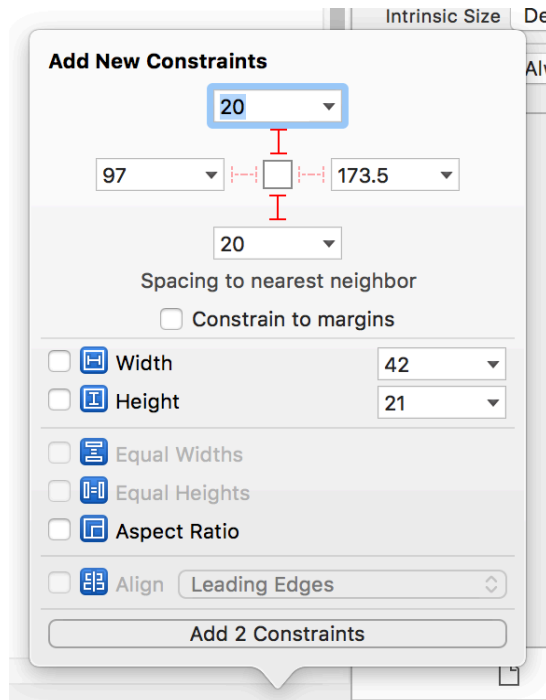 Intrinsic Size De
Add New Constraints
Alw
20
97 173.5
20
Spacing to nearest neighbor
Constrain to margins
Width 42
Height 21
Equal Widths
Equal Heights
Aspect Ratio
Align Leading Edges
Add 2 Constraints